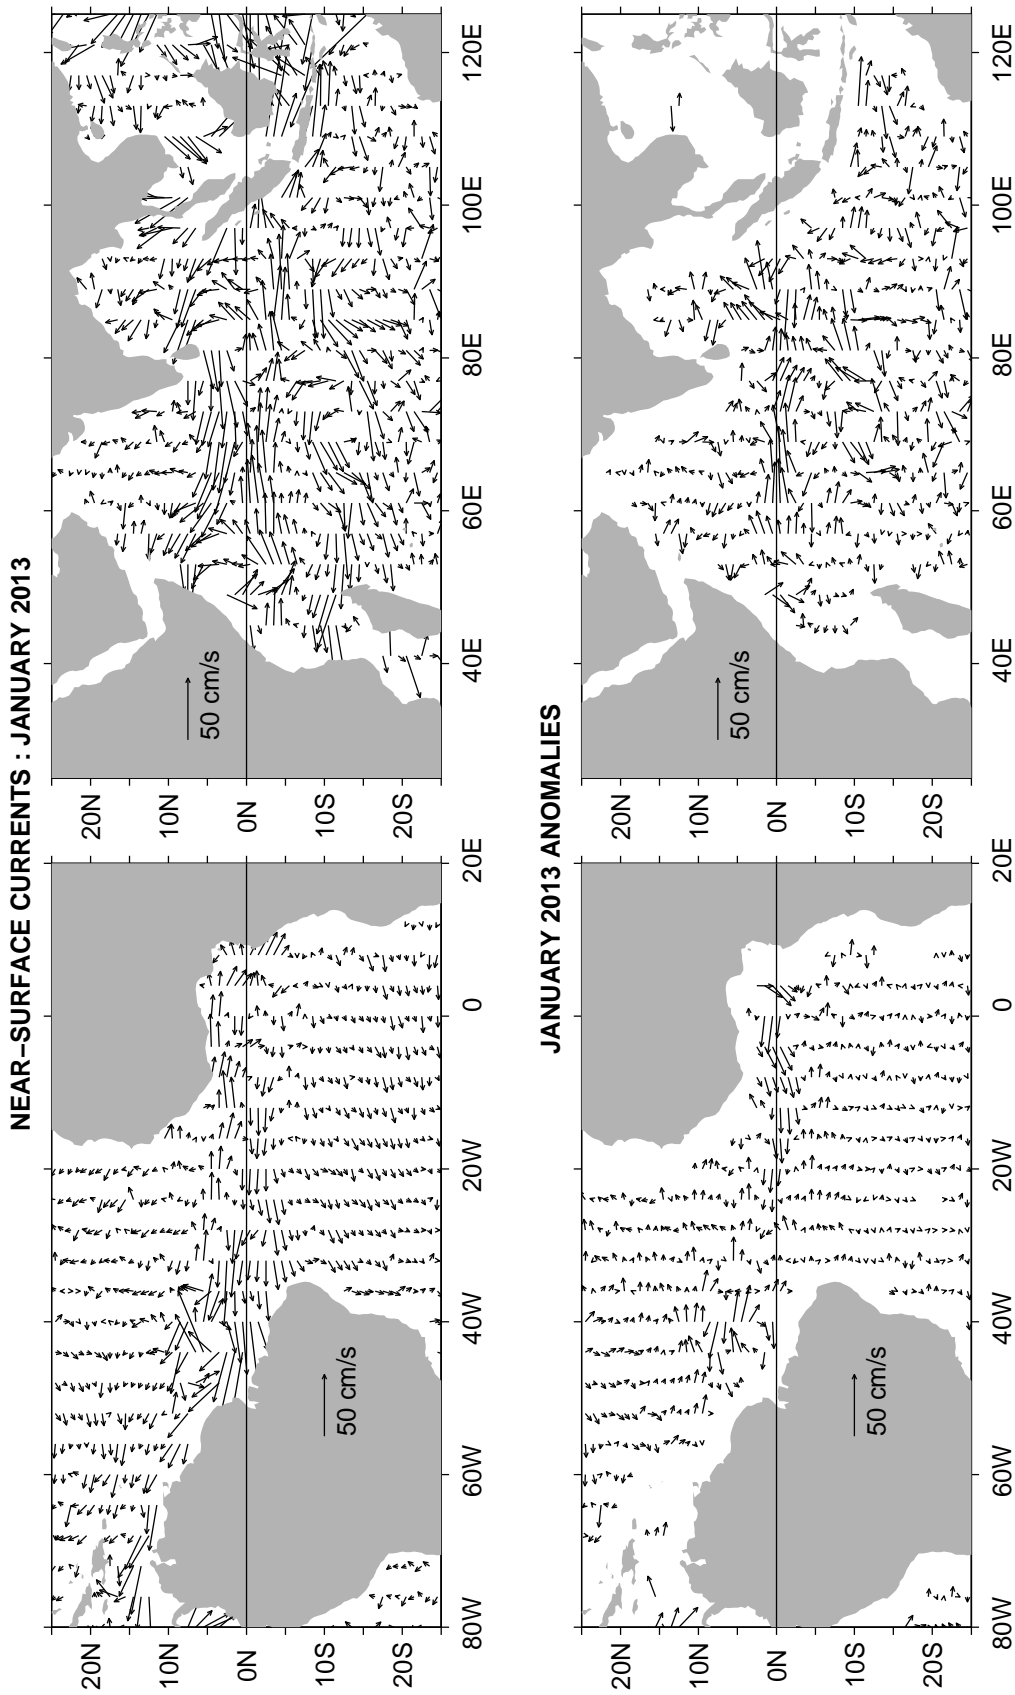 NEAR−SURFACE CURRENTS : JANUARY 2013
20N 20N
10N 10N
50 cm/s
0N 0N
10S 10S
50 cm/s
20S 20S
80W 60W 40W 20W 0 20E 40E 60E 80E 100E 120E
JANUARY 2013 ANOMALIES
20N 20N
10N 10N
50 cm/s
0N 0N
10S 10S
50 cm/s
20S 20S
80W 60W 40W 20W 0 20E 40E 60E 80E 100E 120E